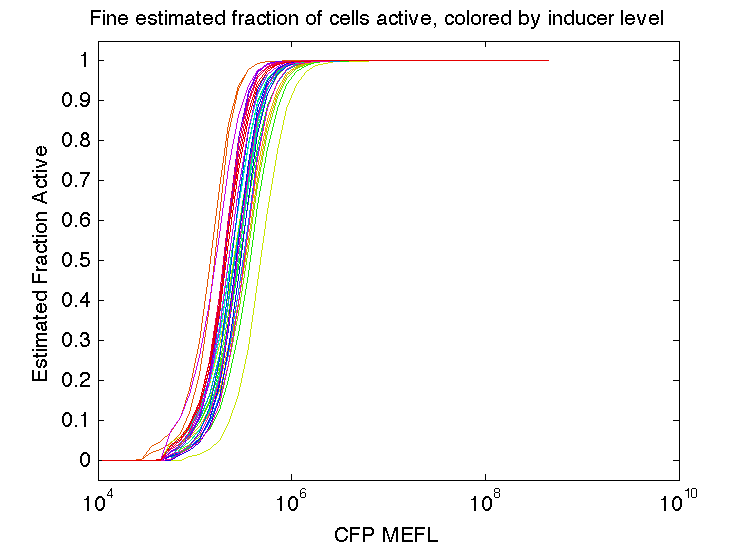 Fine estimated fraction of cells active, colored by inducer level
1
0.9
0.8
0.7
0.6
0.5
0.4
0.3
0.2
0.1
0
Estimated Fraction Active
10^4 10^6 10^8 10^10
CFP MEFL